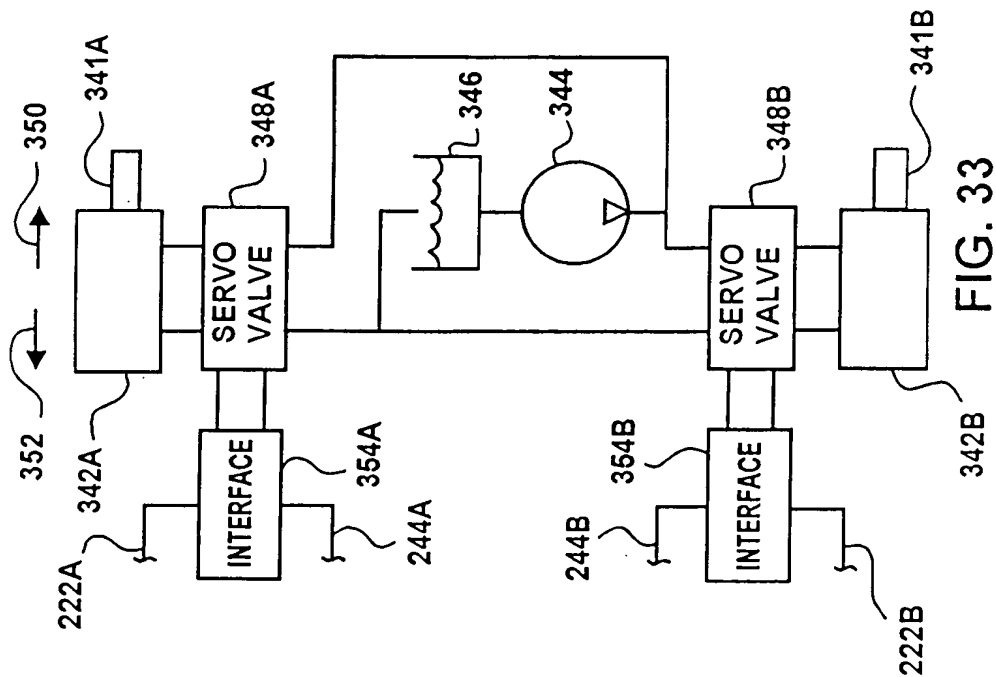 352
350
342A
341A
222A
348A
SERVO
VALVE
INTERFACE
354A
244A
346
344
244B
354B
348B
SERVO
VALVE
INTERFACE
222B
342B
341B
FIG. 33